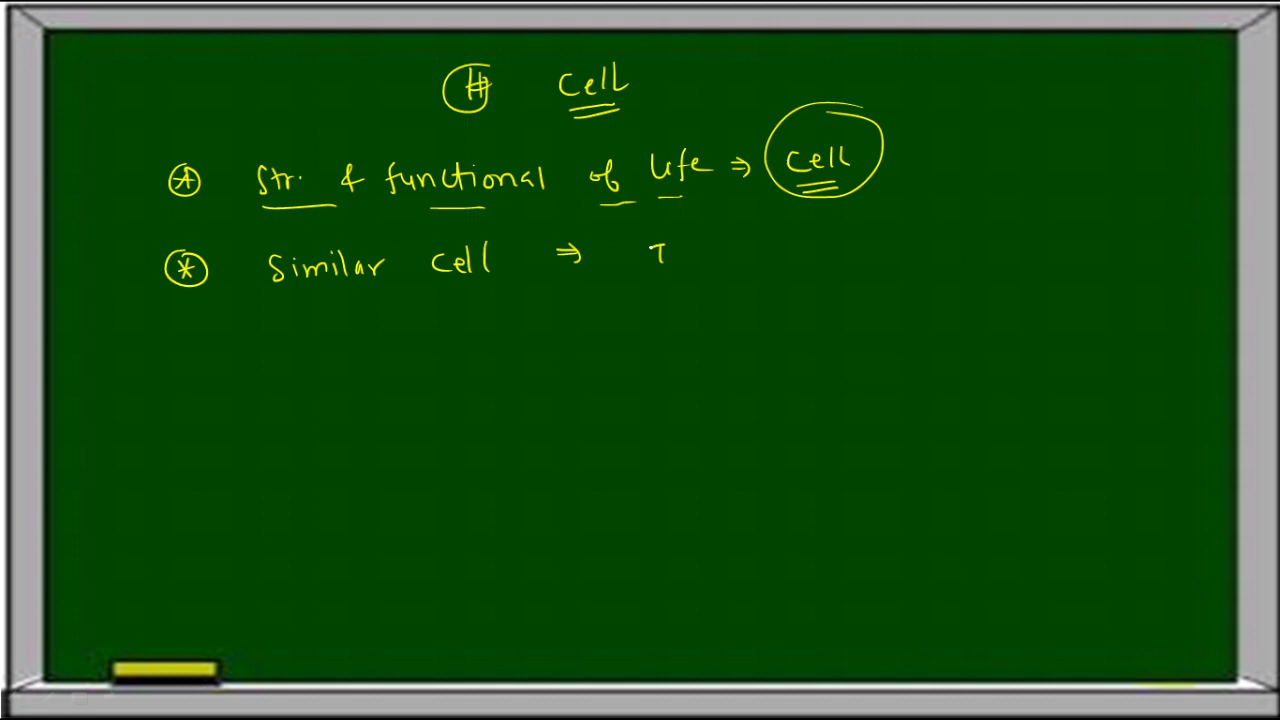 # Cell
Str. & functional of life ⇒ Cell
* Similar cell ⇒ T